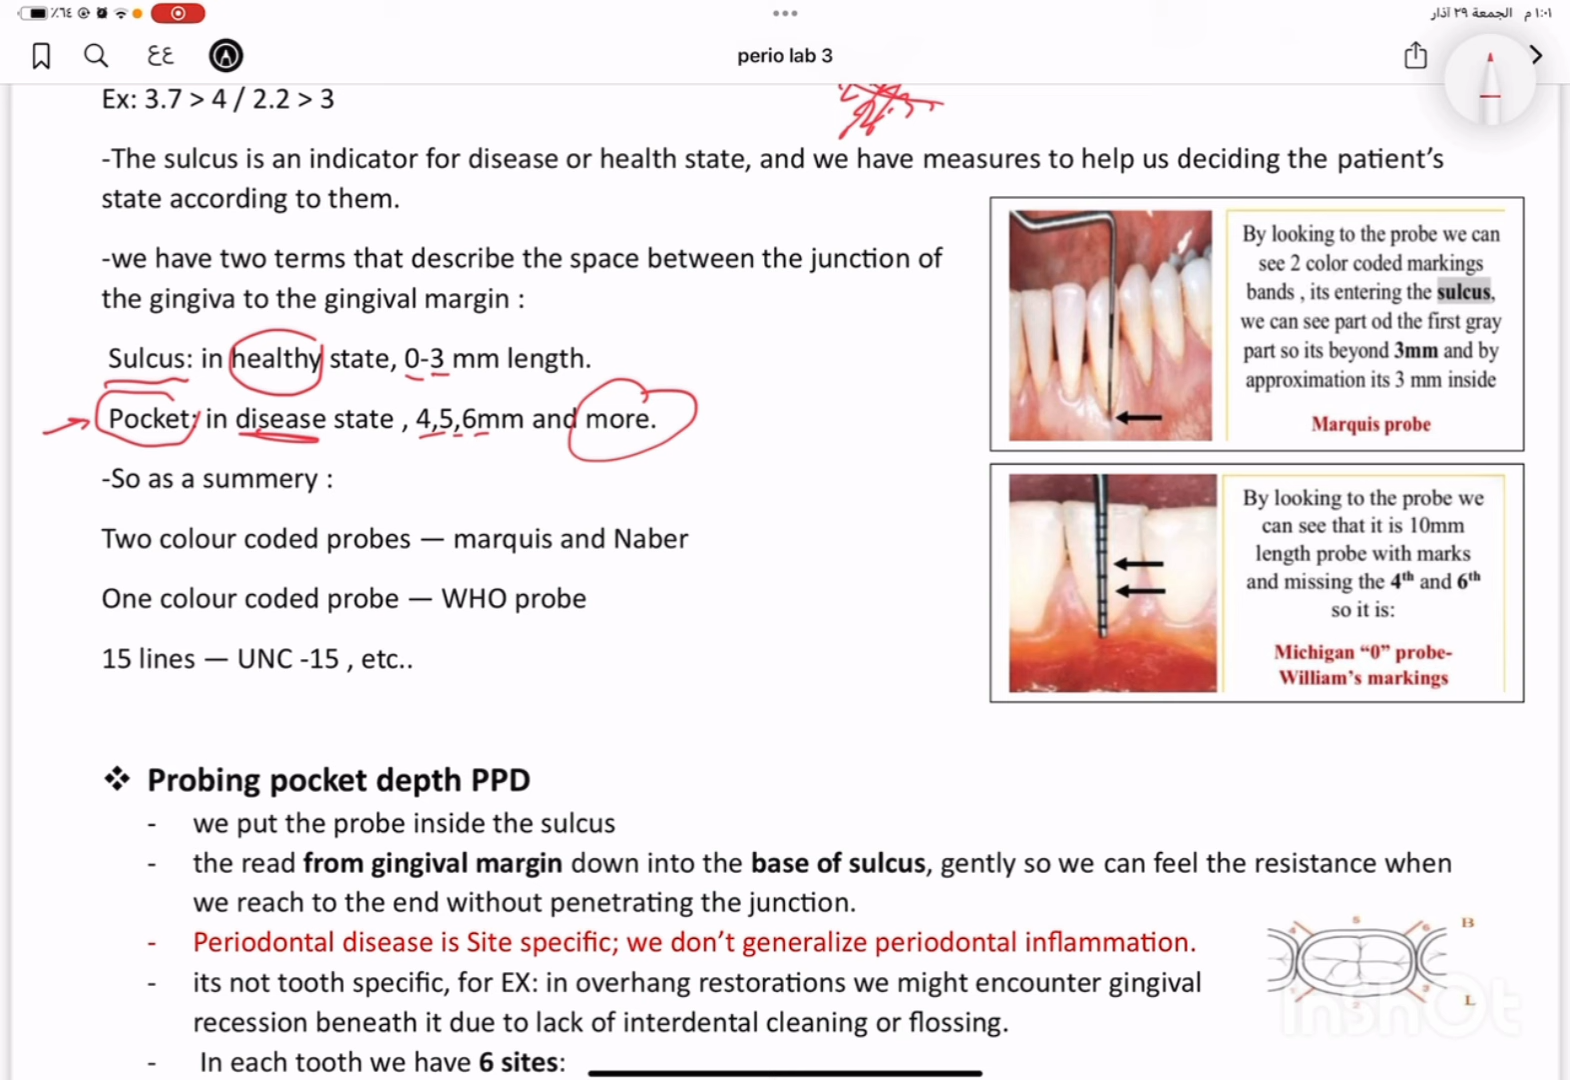 ٪٦٤
١:٠١ م الجمعة ٢٩ آذار
perio lab 3
Ex: 3.7 > 4 / 2.2 > 3
-The sulcus is an indicator for disease or health state, and we have measures to help us deciding the patient’s
state according to them.
-we have two terms that describe the space between the junction of
the gingiva to the gingival margin :
Sulcus: in healthy state, 0-3 mm length.
Pocket: in disease state , 4,5,6mm and more.
-So as a summery :
Two colour coded probes — marquis and Naber
One colour coded probe — WHO probe
15 lines — UNC -15 , etc..
By looking to the probe we can
see 2 color coded markings
bands , its entering the sulcus,
we can see part od the first gray
part so its beyond 3mm and by
approximation its 3 mm inside
Marquis probe
By looking to the probe we
can see that it is 10mm
length probe with marks
and missing the 4th and 6th
so it is:
Michigan “0” probe-
William’s markings
❖ Probing pocket depth PPD
- we put the probe inside the sulcus
- the read from gingival margin down into the base of sulcus, gently so we can feel the resistance when
we reach to the end without penetrating the junction.
- Periodontal disease is Site specific; we don’t generalize periodontal inflammation.
- its not tooth specific, for EX: in overhang restorations we might encounter gingival
recession beneath it due to lack of interdental cleaning or flossing.
- In each tooth we have 6 sites:
B
L
InShOt